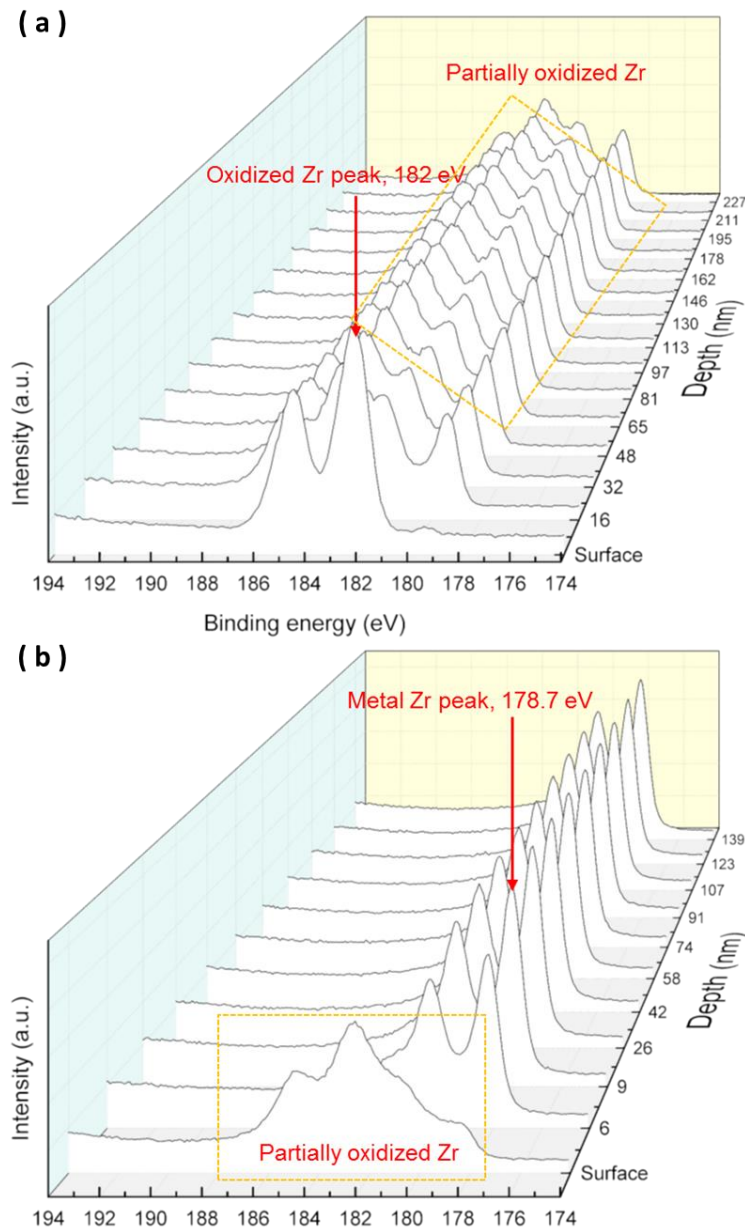 ( a )
Partially oxidized Zr
Oxidized Zr peak, 182 eV
227
211
195
178
162
146
130
113
97
81
65
48
32
16
Surface
Depth (nm)
Intensity (a.u.)
194 192 190 188 186 184 182 180 178 176 174
Binding energy (eV)
( b )
Metal Zr peak, 178.7 eV
139
123
107
91
74
58
42
26
9
6
Surface
Depth (nm)
Intensity (a.u.)
Partially oxidized Zr
194 192 190 188 186 184 182 180 178 176 174